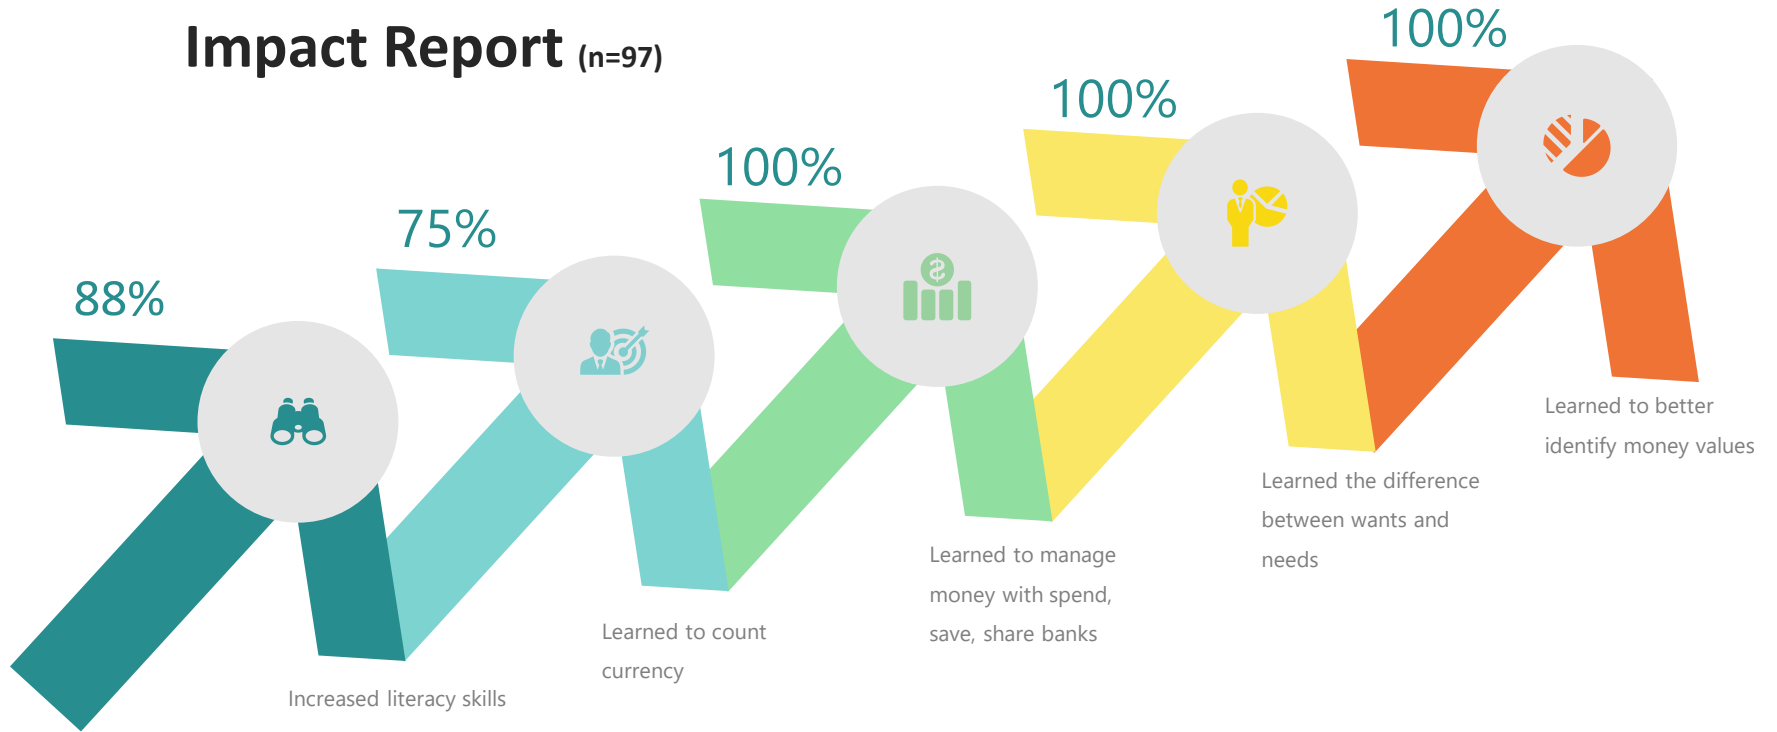 Impact Report (n=97)
88%
Increased literacy skills
75%
Learned to count
currency
100%
Learned to manage
money with spend,
save, share banks
100%
Learned the difference
between wants and
needs
100%
Learned to better
identify money values